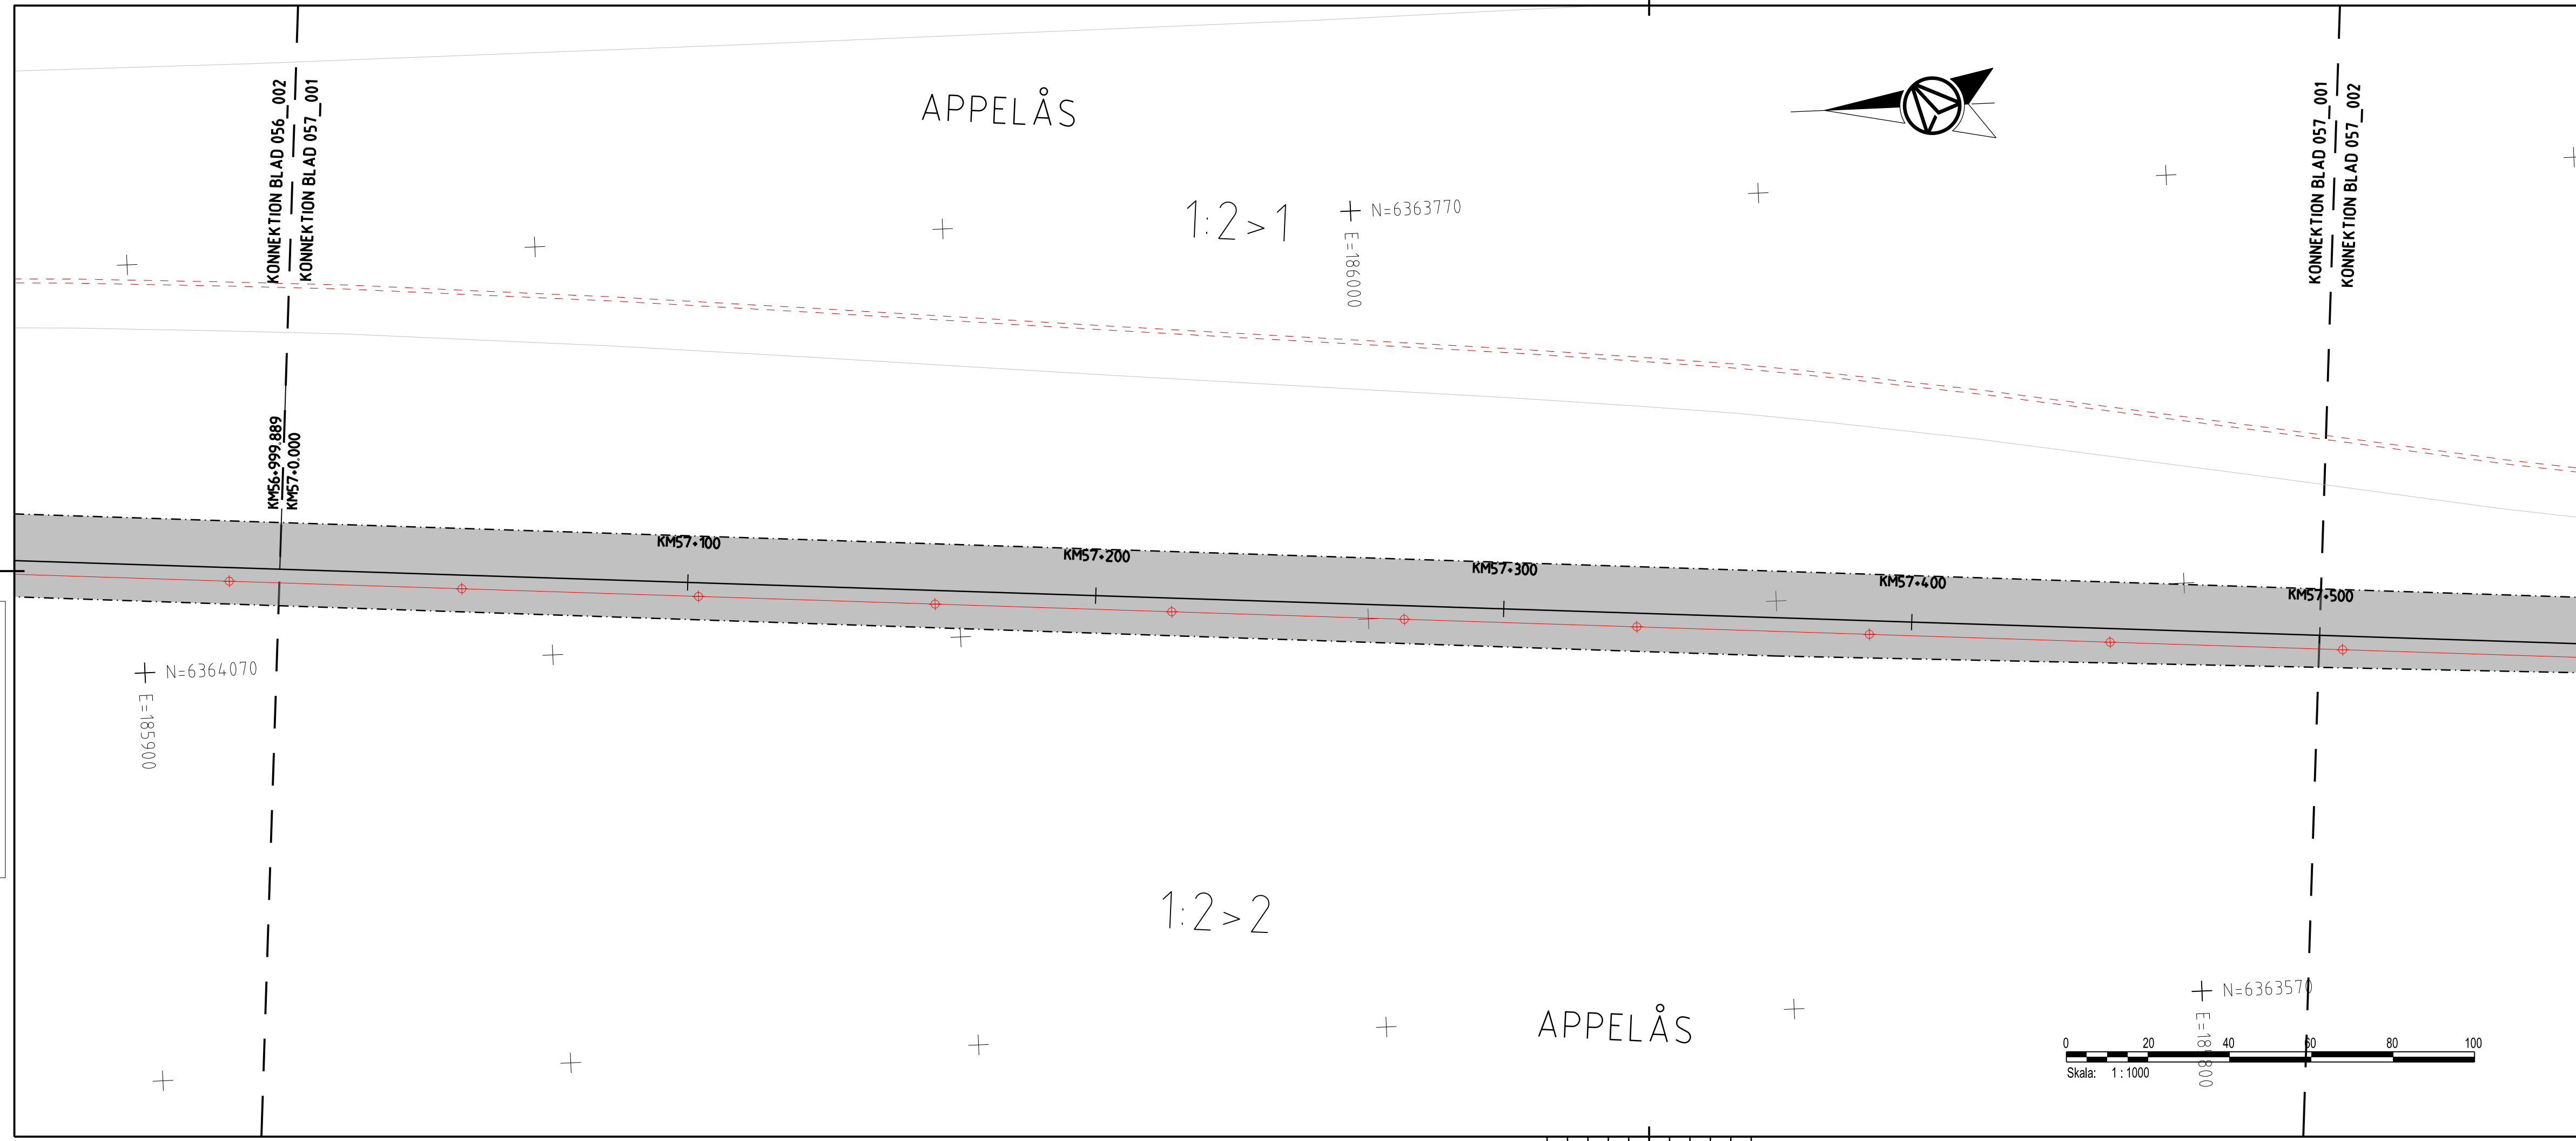 KONNEKTION BLAD 056_002
KONNEKTION BLAD 057_001
APPELÅS
KONNEKTION BLAD 057_001
KONNEKTION BLAD 057_002
1:2>1
N=6363770
E=186000
KM56+999.889
KM57+0.000
KM57+100
KM57+200
KM57+300
KM57+400
KM57+500
N=6364070
E=185900
1:2>2
APPELÅS
N=6363570
E=185800
0 20 40 60 80 100
Skala: 1 : 1000